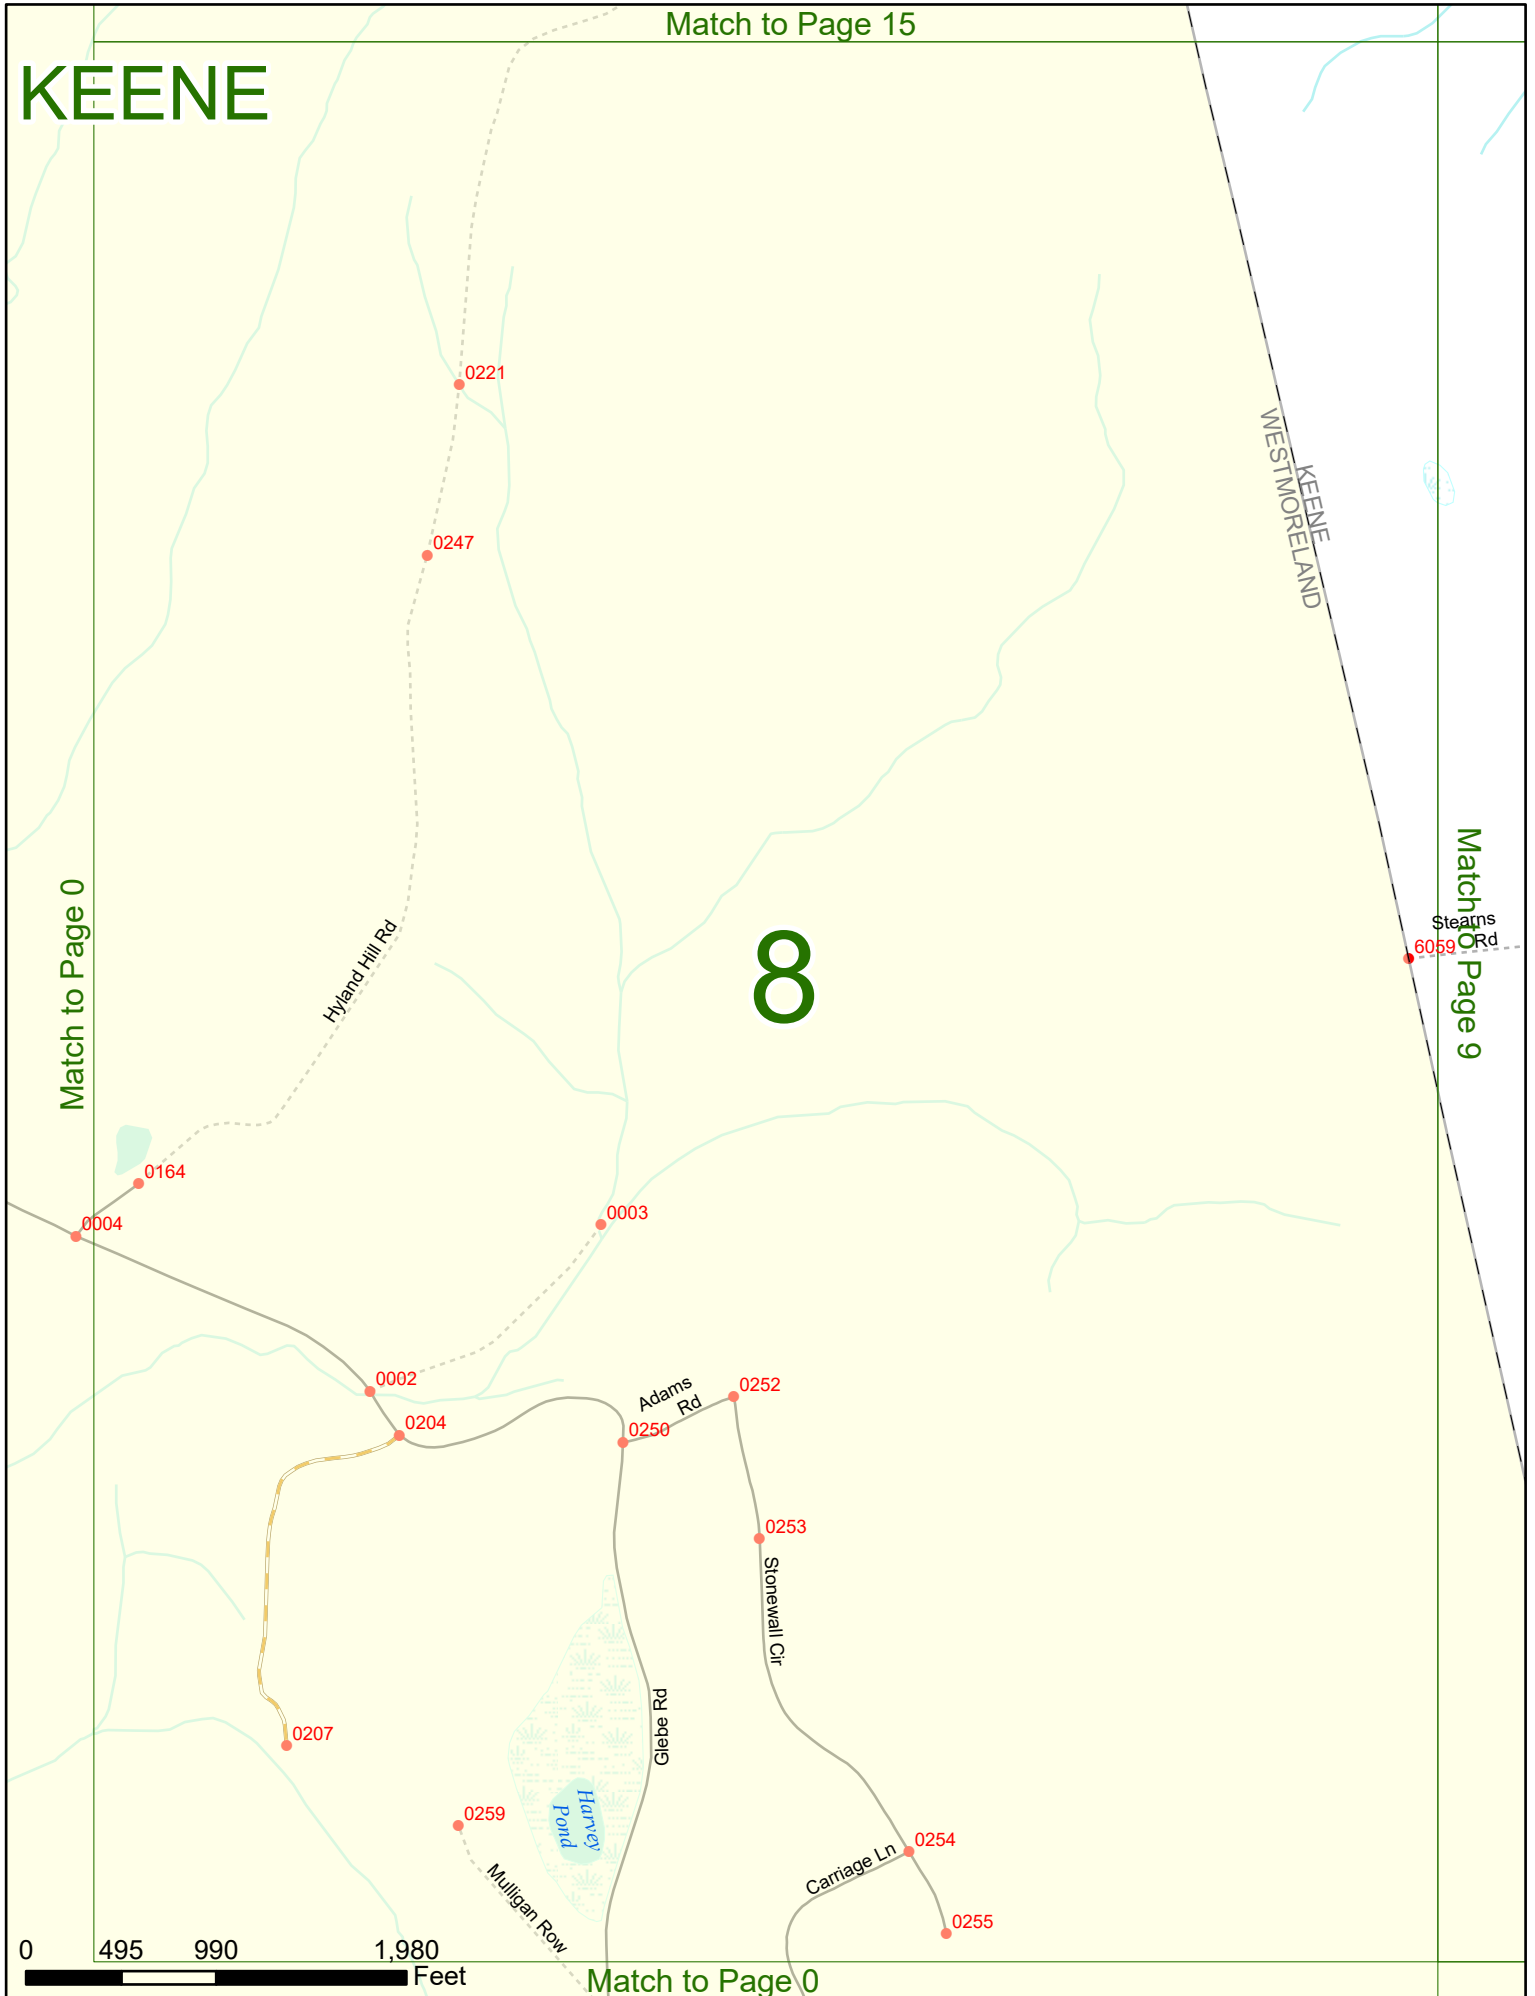 Match to Page 15
KEENE
0221
WESTMORELAND
KEENE
0247
Match to Page 0
Hyland Hill Rd
8
Match to Page 9
Stearns
Rd
6059
0164
0004
0003
0002
Adams
Rd
0252
0204
0250
0253
Stonewall Cir
Glebe Rd
0207
Harvey
Pond
0259
Mulligan Row
0254
Carriage Ln
0255
0 495 990 1,980
Feet
Match to Page 0